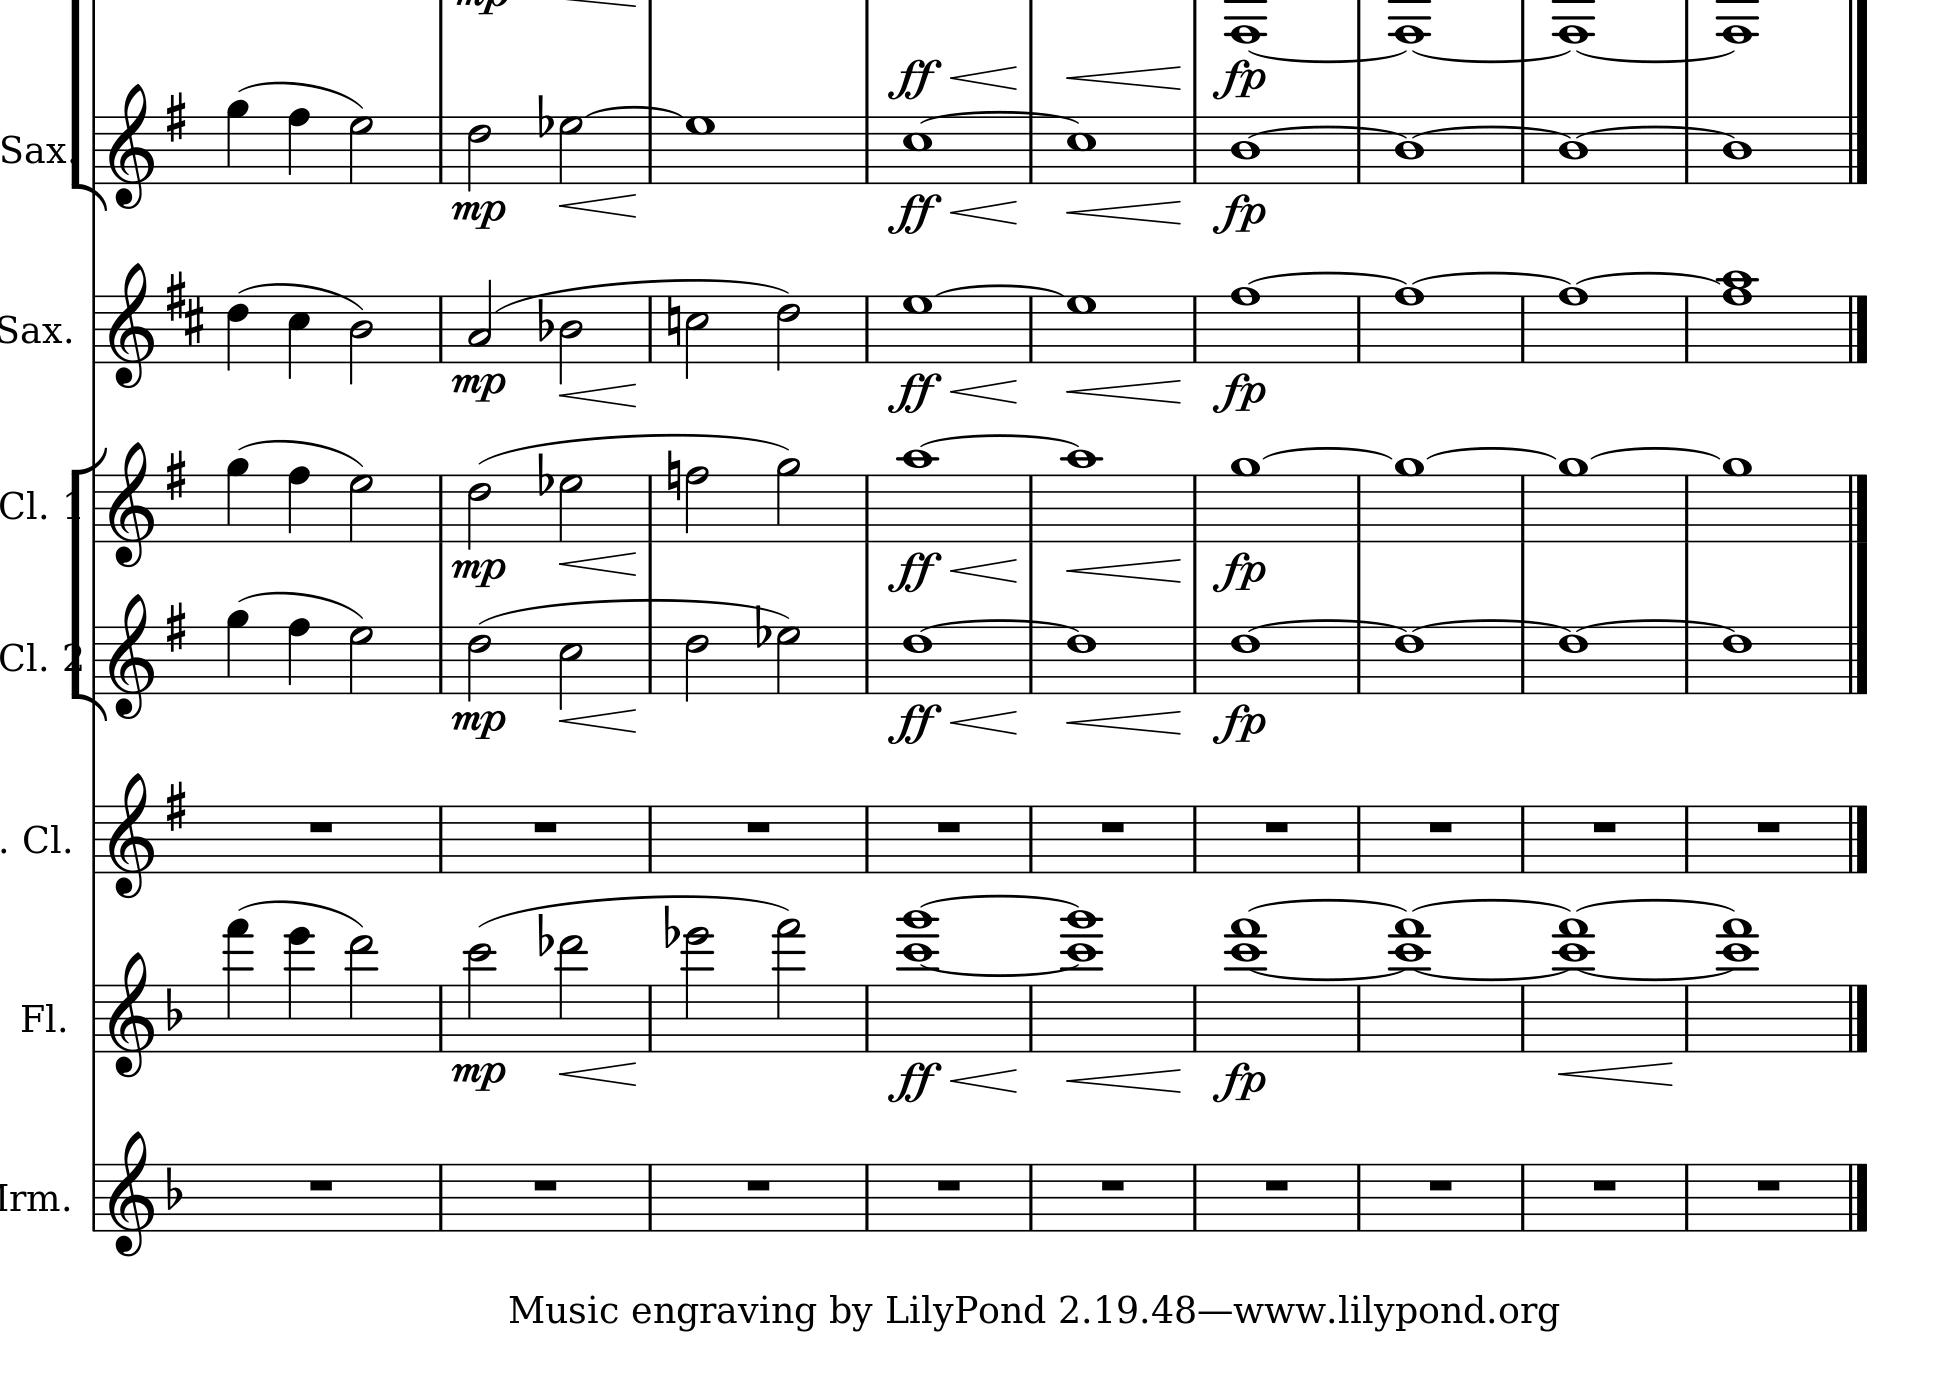 mp
ff fp
Sax.
mp ff fp
Sax.
mp ff fp
Cl. 1
mp ff fp
Cl. 2
mp ff fp
. Cl.
Fl.
mp ff fp
Music engraving by LilyPond 2.19.48—www.lilypond.org